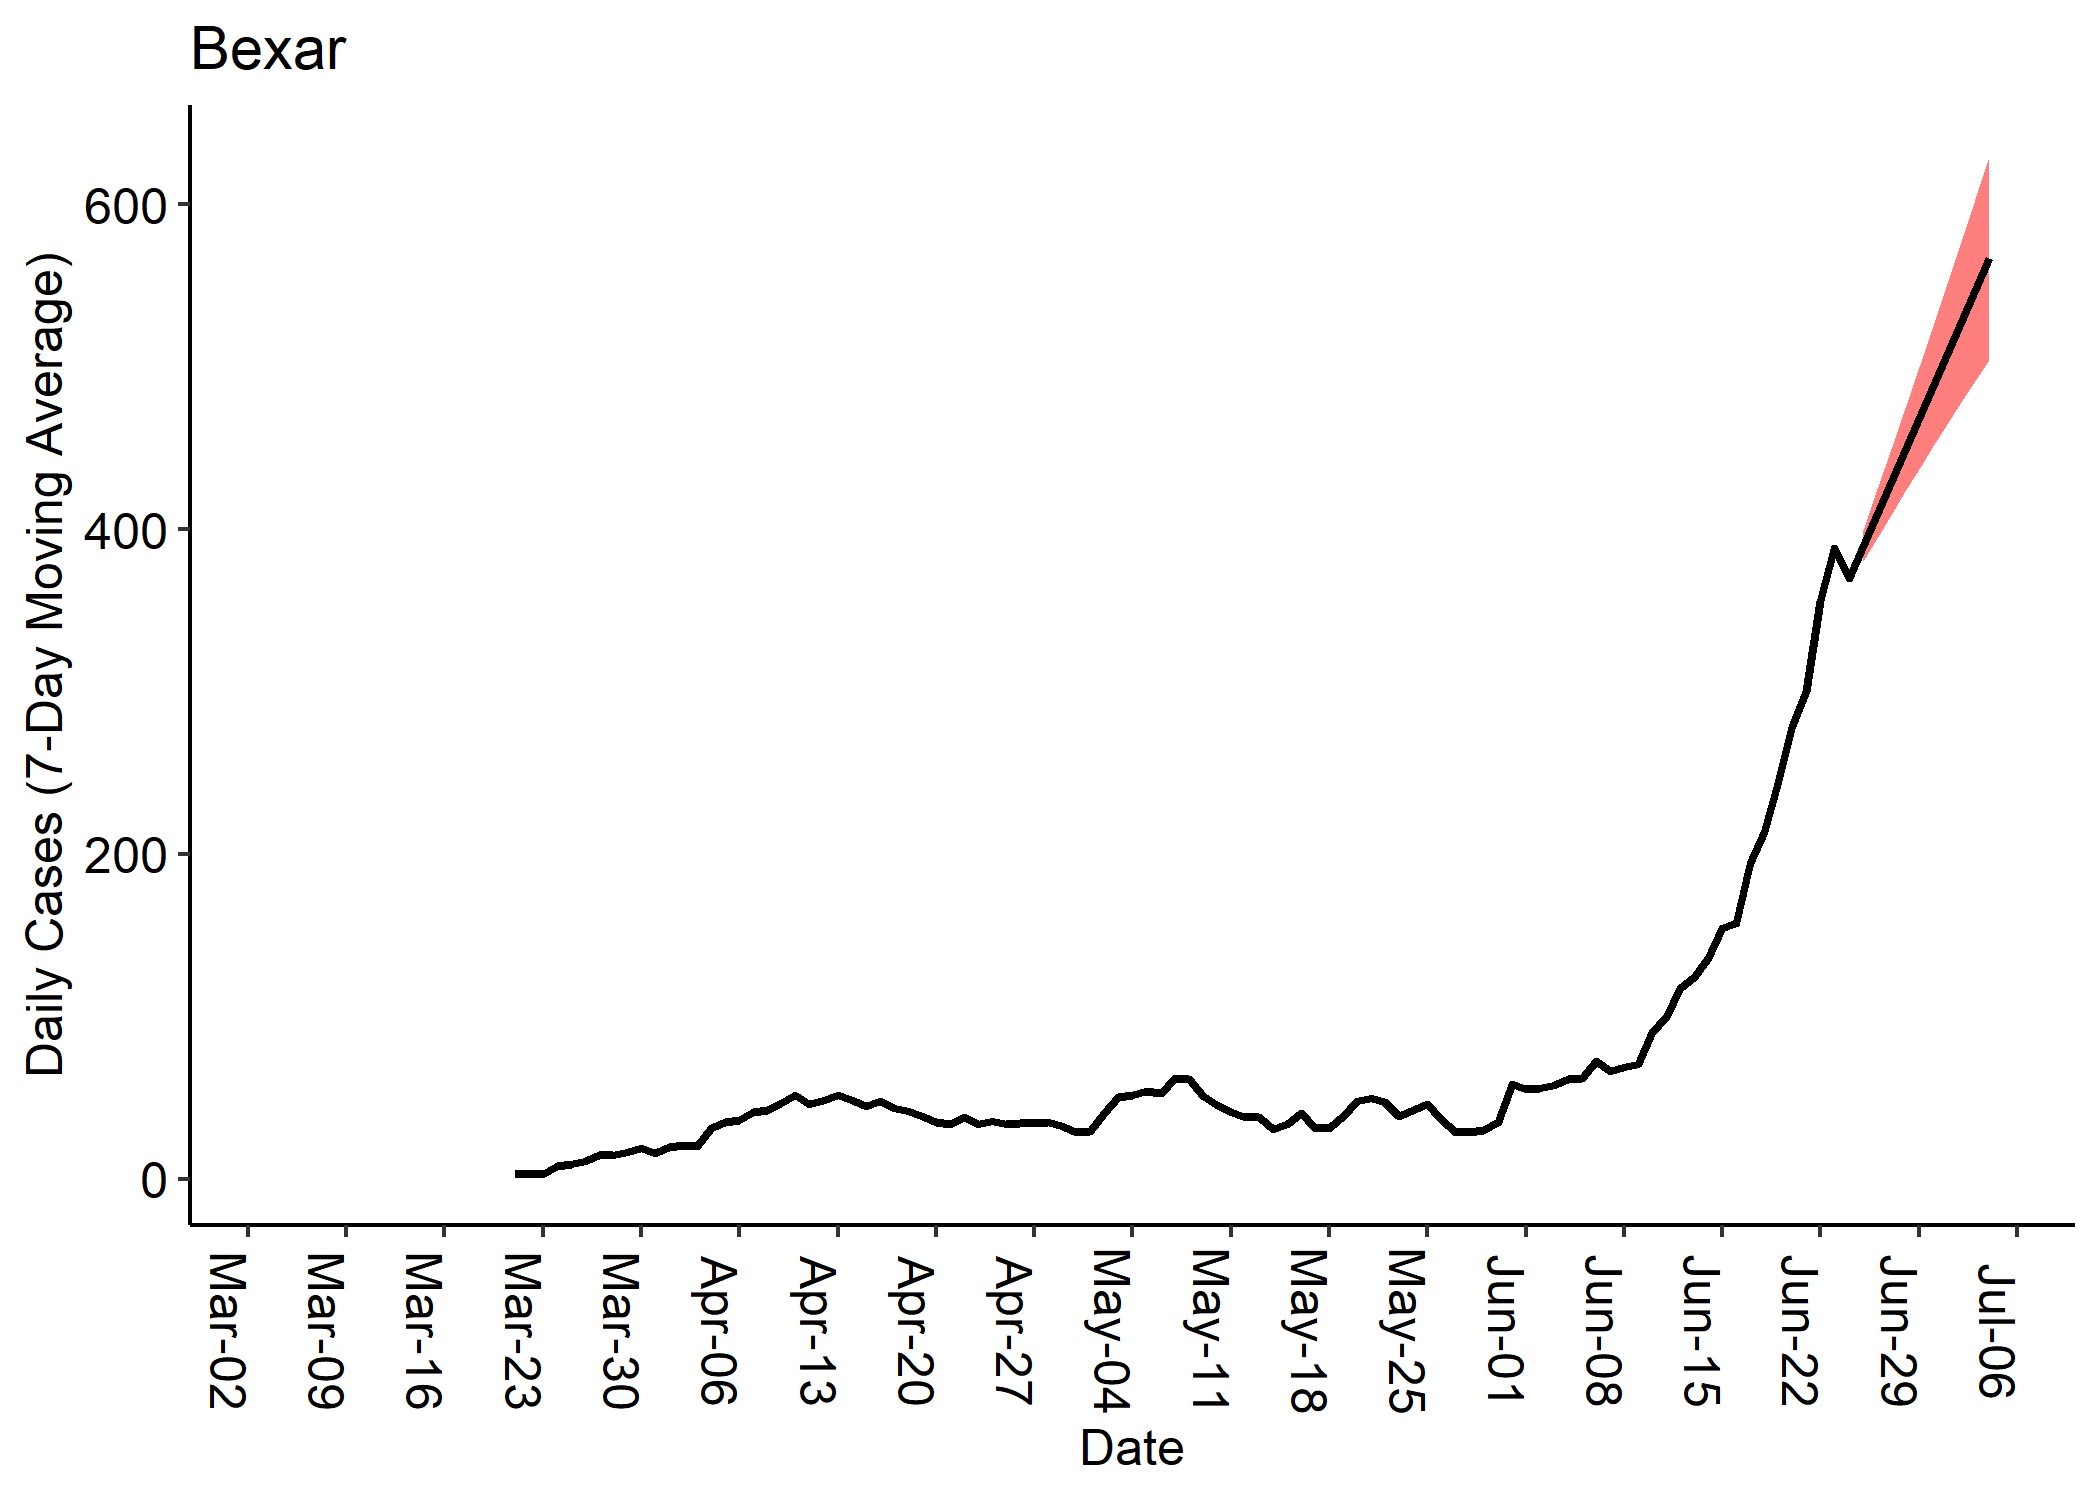 Bexar
Daily Cases (7-Day Moving Average)
600
400
200
0
Mar-02
Mar-09
Mar-16
Mar-23
Mar-30
Apr-06
Apr-13
Apr-20
Apr-27
May-04
May-11
May-18
May-25
Jun-01
Jun-08
Jun-15
Jun-22
Jun-29
Jul-06
Date